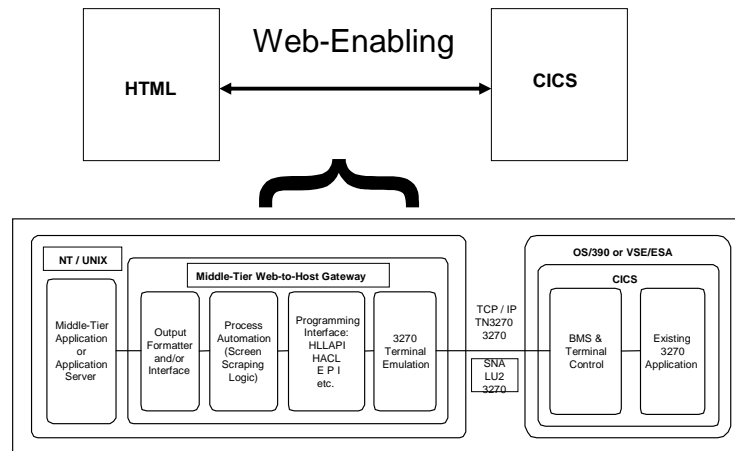 Web-Enabling
HTML
CICS
NT / UNIX
Middle-Tier Web-to-Host Gateway
Middle-Tier
Application
or
Application
Server
Output
Formatter
and/or
Interface
Process
Automation
(Screen
Scraping
Logic)
Programming
Interface:
HLLAPI
HACL
E P I
etc.
3270
Terminal
Emulation
TCP / IP
TN3270
3270
SNA
LU2
3270
OS/390 or VSE/ESA
CICS
BMS &
Terminal
Control
Existing
3270
Application